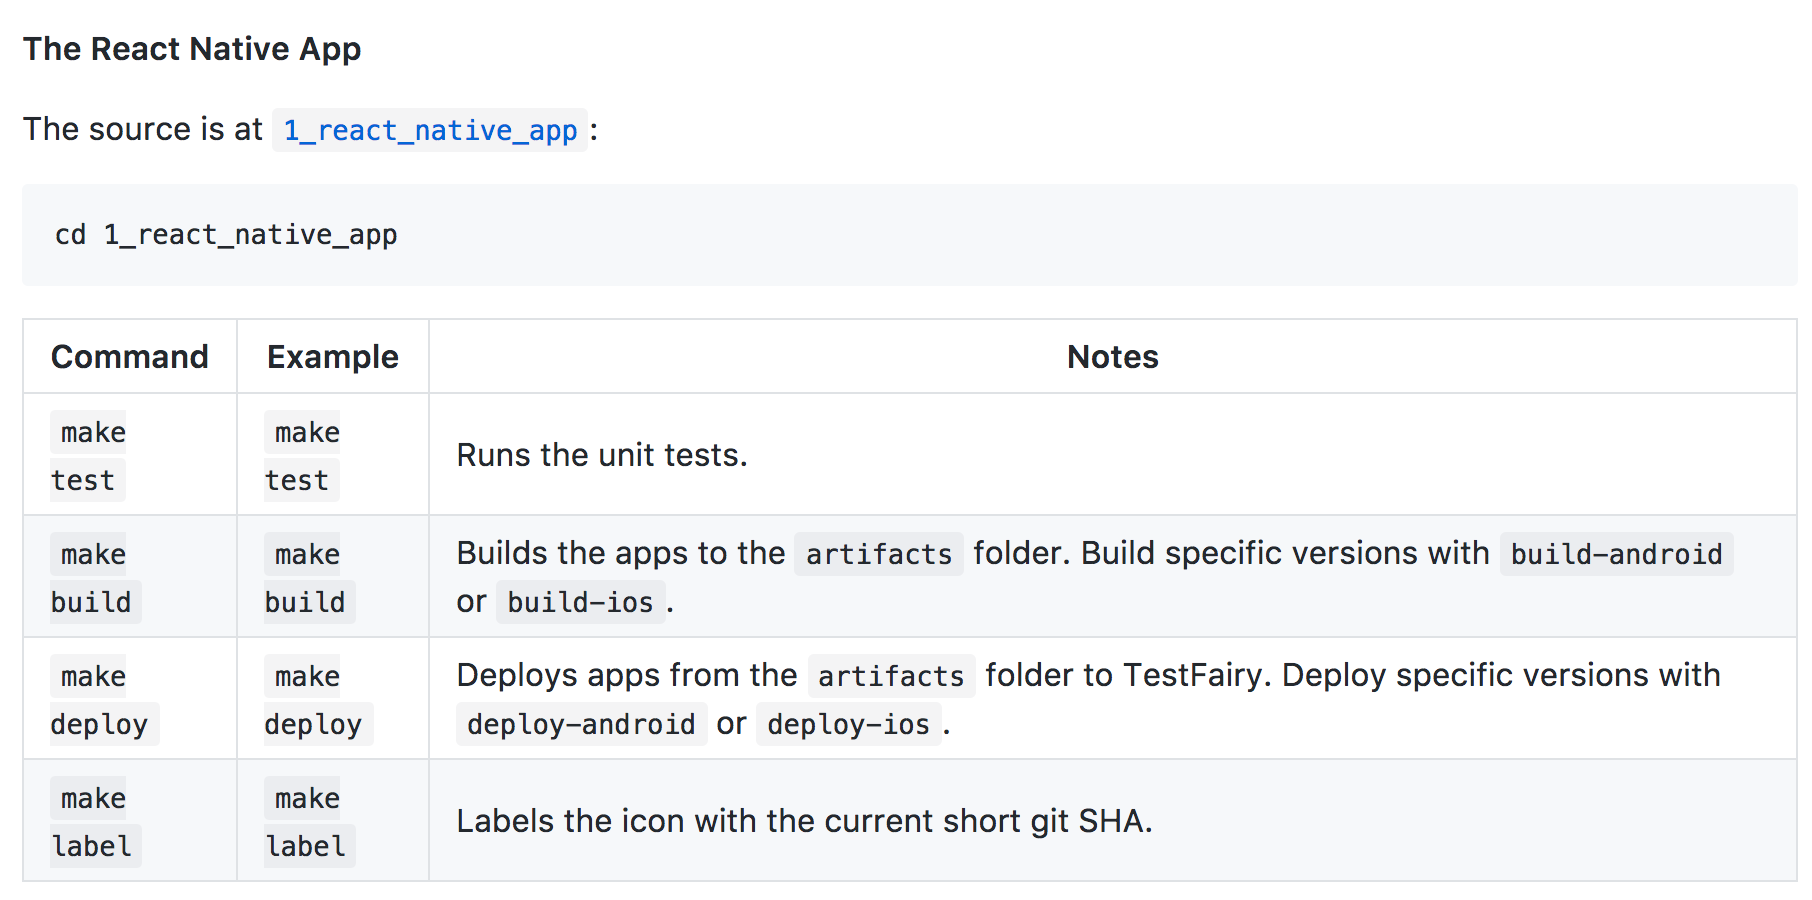 The React Native App
The source is at 1_react_native_app:
cd 1_react_native_app
Command Example Notes
make test make test Runs the unit tests.
make build make build Builds the apps to the artifacts folder. Build specific versions with build-android
or build-ios.
make deploy make deploy Deploys apps from the artifacts folder to TestFairy. Deploy specific versions with
deploy-android or deploy-ios.
make label make label Labels the icon with the current short git SHA.